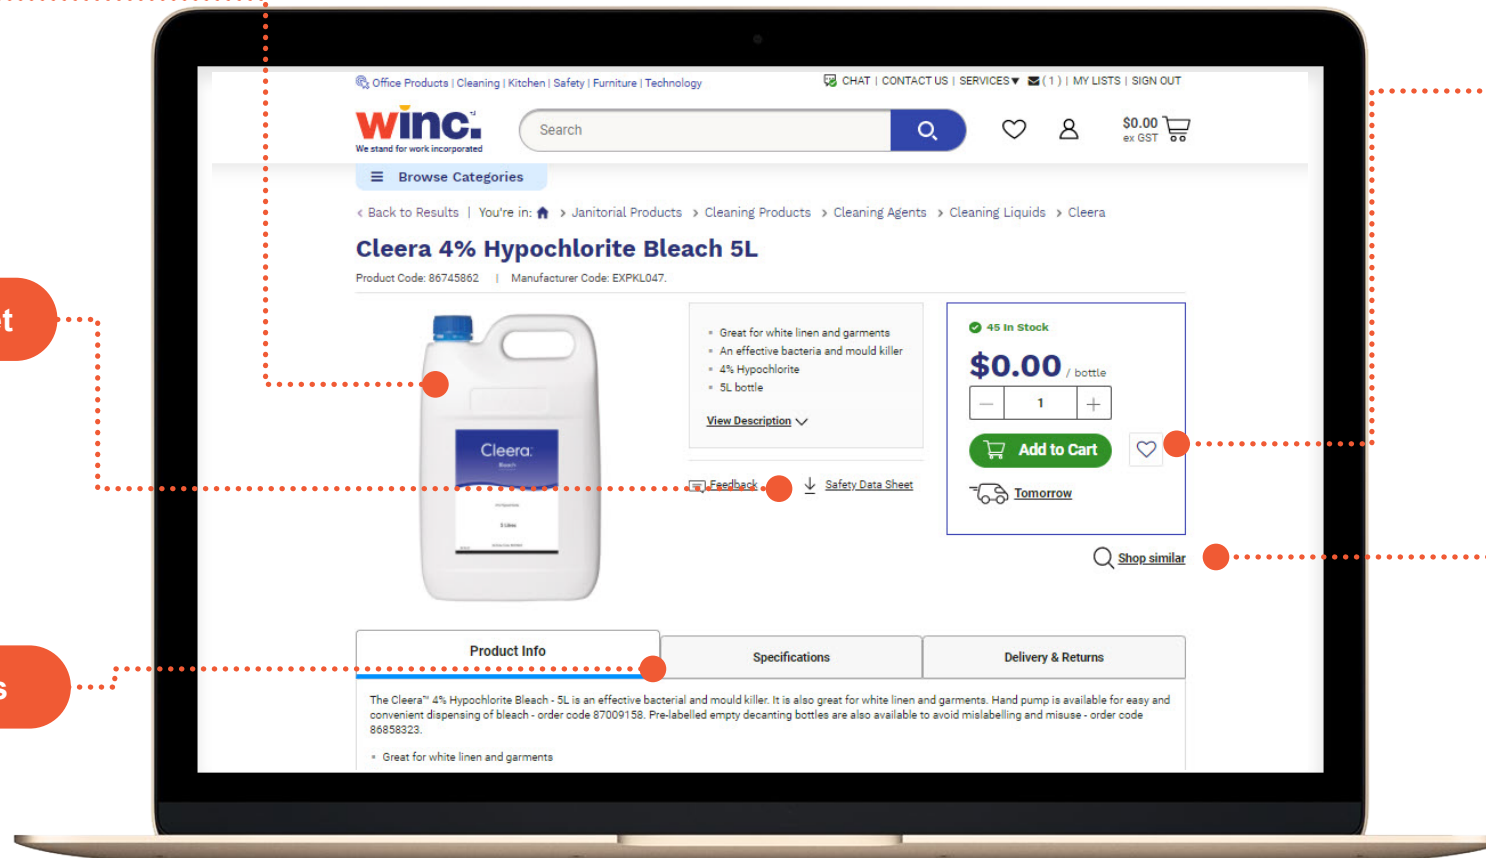 Office Products | Cleaning | Kitchen | Safety | Furniture | Technology
CHAT | CONTACT US | SERVICES▼ (1) | MY LISTS | SIGN OUT
winc.
We stand for work incorporated
Search
$0.00
ex GST
Browse Categories
< Back to Results | You're in: > Janitorial Products > Cleaning Products > Cleaning Agents > Cleaning Liquids > Cleera
Cleera 4% Hypochlorite Bleach 5L
Product Code: 86745862 | Manufacturer Code: EXPKL047.
t
Great for white linen and garments
An effective bacteria and mould killer
4% Hypochlorite
5L bottle
View Description
Feedback
Safety Data Sheet
45 In Stock
$0.00 / bottle
— 1 +
Add to Cart
Tomorrow
Shop similar
Cleera.
Bleach
5 Litres
s
Product Info
Specifications
Delivery & Returns
The Cleera™ 4% Hypochlorite Bleach - 5L is an effective bacterial and mould killer. It is also great for white linen and garments. Hand pump is available for easy and
convenient dispensing of bleach - order code 87009158. Pre-labelled empty decanting bottles are also available to avoid mislabelling and misuse - order code
86858323.
Great for white linen and garments